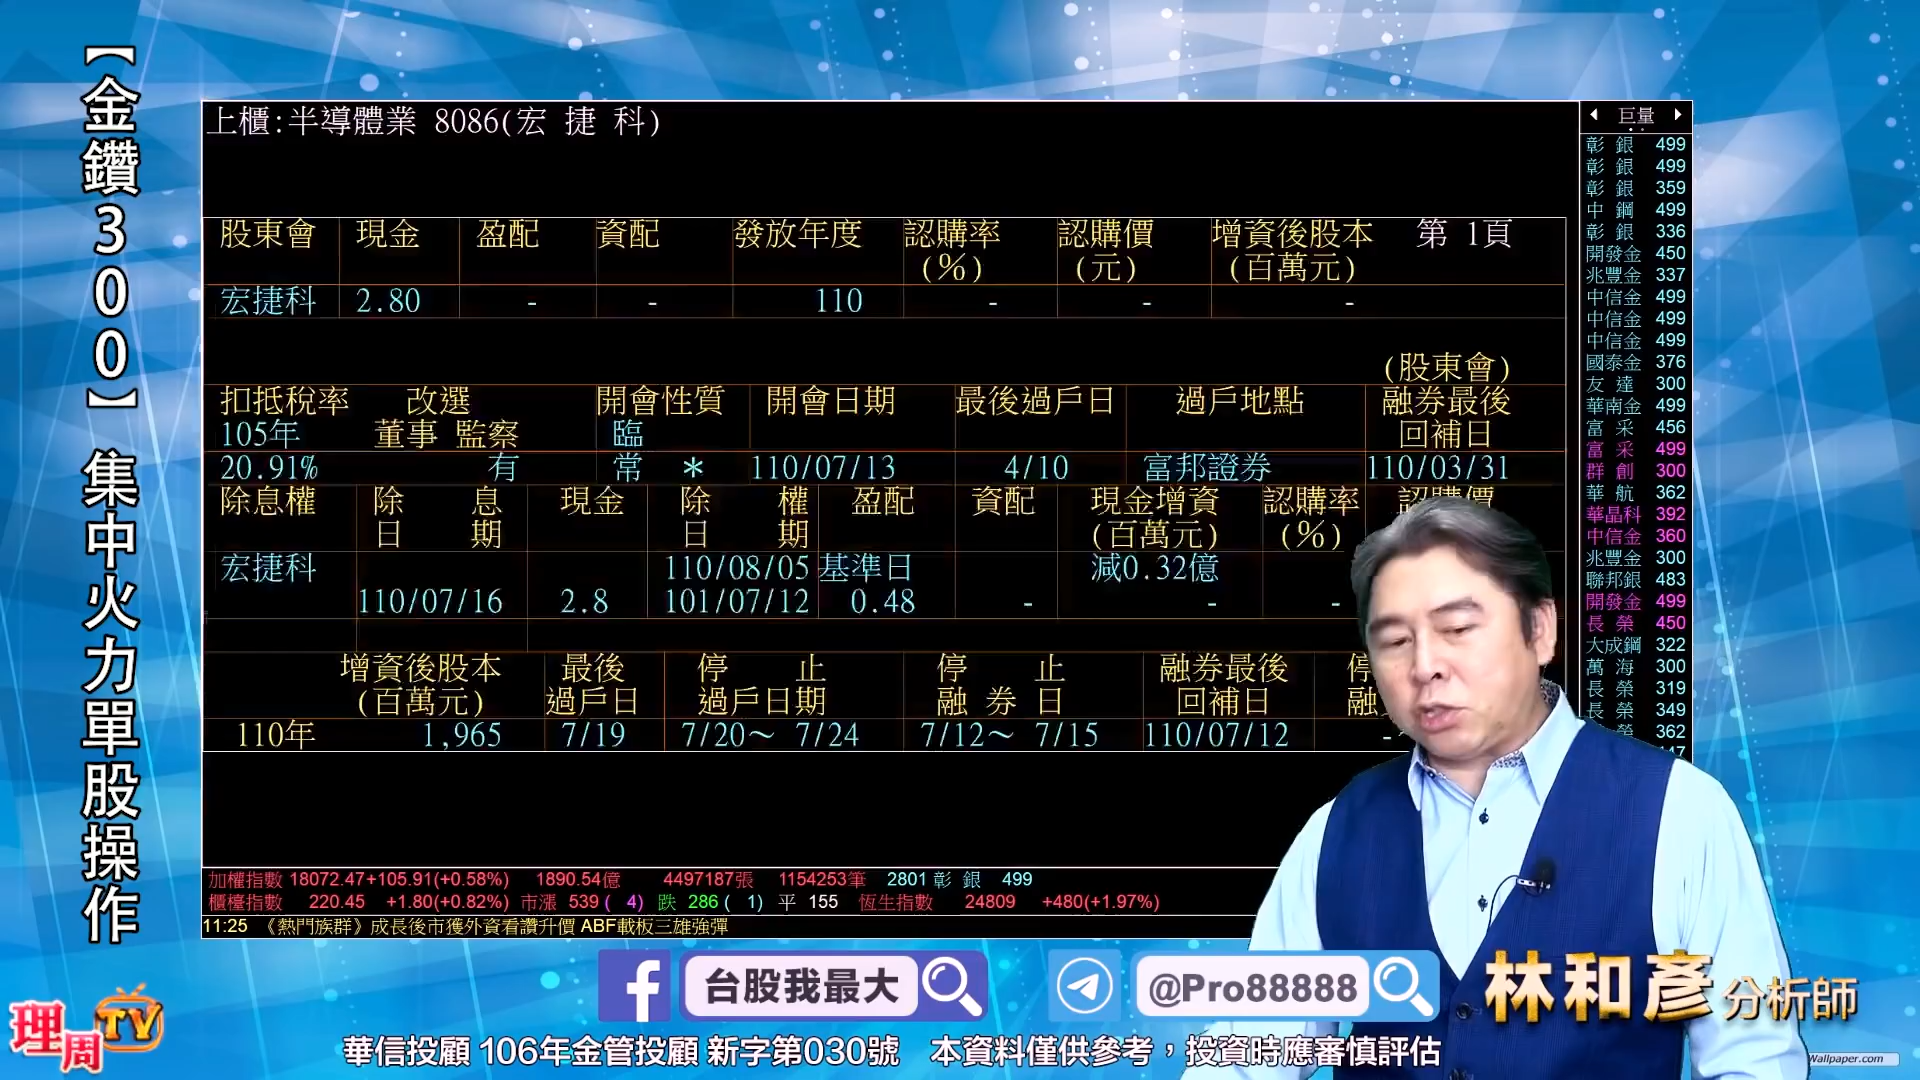 【金鑽300】集中火力單股操作
上櫃:半導體業 8086(宏 捷 科)
股東會 現金 盈配 資配 發放年度 認購率 認購價 增資後股本 第 1頁
(%) (元) (百萬元)
宏捷科 2.80 - - 110 - - -
(股東會)
扣抵稅率 改選 開會性質 開會日期 最後過戶日 過戶地點 融券最後
105年 董事 監察 臨 回補日
20.91% 有 常 * 110/07/13 4/10 富邦證券 110/03/31
除息權 除 息 現金 除 權 盈配 資配 現金增資 認購率 認購價
日 期 日 期 (百萬元) (%)
宏捷科 110/08/05 基準日 減0.32億
110/07/16 2.8 101/07/12 0.48 - - -
增資後股本 最後 停 止 停 止 融券最後 停
(百萬元) 過戶日 過戶日期 融 券 日 回補日 融
110年 1,965 7/19 7/20～ 7/24 7/12～ 7/15 110/07/12 -
巨量
彰 銀 499
彰 銀 499
彰 銀 359
中 鋼 499
彰 銀 336
開發金 450
兆豐金 337
中信金 499
中信金 499
中信金 499
國泰金 376
友 達 300
華南金 499
富 采 456
富 采 499
群 創 300
華 航 362
華晶科 392
中信金 360
兆豐金 300
聯邦銀 483
開發金 499
長 榮 450
大成鋼 322
萬 海 300
長 榮 319
長 榮 349
榮 362
加權指數 18072.47+105.91(+0.58%) 1890.54億 4497187張 1154253筆 2801 彰 銀 499
櫃檯指數 220.45 +1.80(+0.82%) 市漲 539( 4) 跌 286( 1) 平 155 恆生指數 24809 +480(+1.97%)
11:25 《熱門族群》成長後市獲外資看讚升價 ABF載板三雄強彈
台股我最大
@Pro88888
林和彥 分析師
理周TV
華信投顧 106年金管投顧 新字第030號 本資料僅供參考，投資時應審慎評估
Wallpaper.com